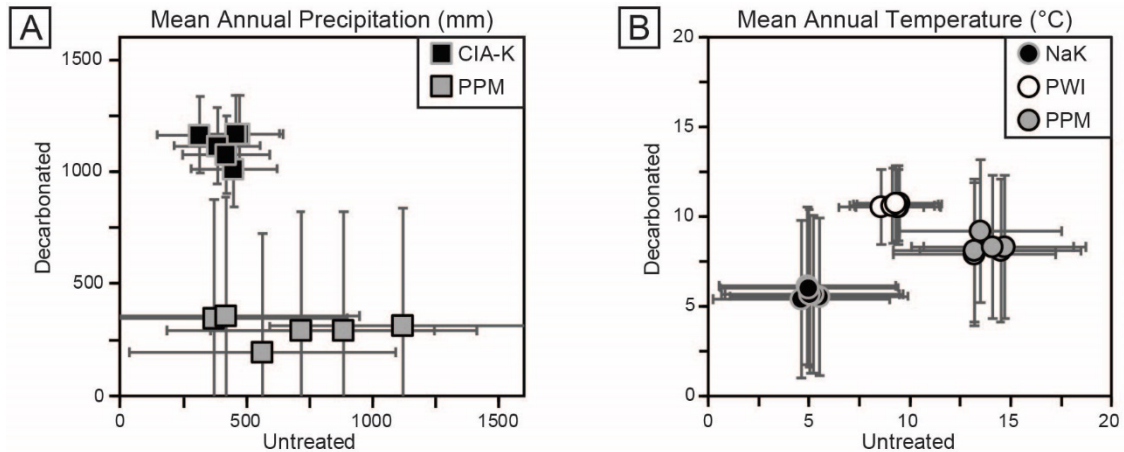 A
Mean Annual Precipitation (mm)
CIA-K
PPM
1500
1000
500
0
Decarbonated
0
500
1000
1500
Untreated
B
Mean Annual Temperature (°C)
NaK
PWI
PPM
20
15
10
5
0
Decarbonated
0
5
10
15
20
Untreated